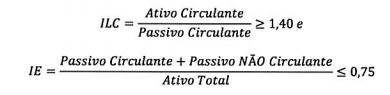 ILC = Ativo Circulante / Passivo Circulante ≥ 1,40 e
IE = Passivo Circulante + Passivo NÃO Circulante / Ativo Total ≤ 0,75